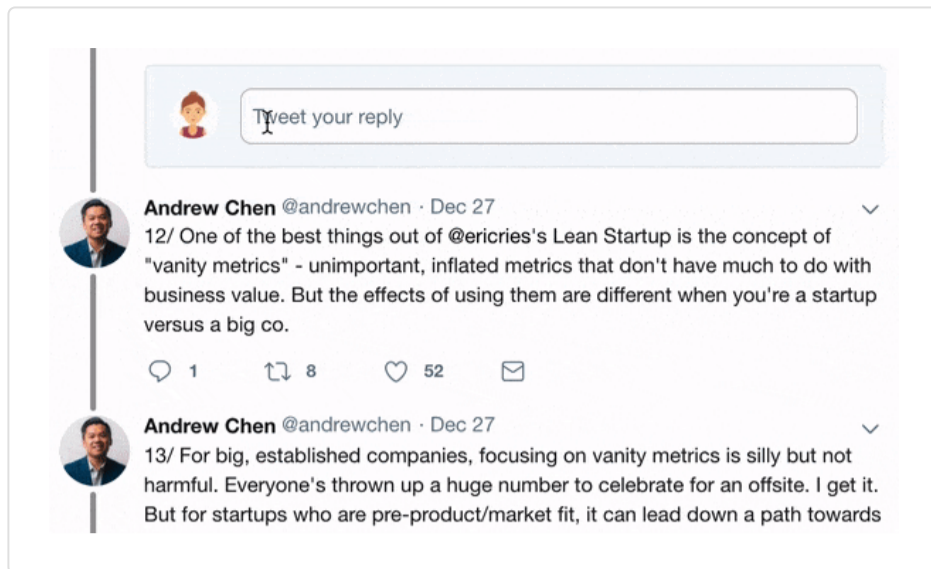 Tweet your reply
Andrew Chen @andrewchen · Dec 27
12/ One of the best things out of @ericries's Lean Startup is the concept of
"vanity metrics" - unimportant, inflated metrics that don't have much to do with
business value. But the effects of using them are different when you're a startup
versus a big co.
1 8 52
Andrew Chen @andrewchen · Dec 27
13/ For big, established companies, focusing on vanity metrics is silly but not
harmful. Everyone's thrown up a huge number to celebrate for an offsite. I get it.
But for startups who are pre-product/market fit, it can lead down a path towards